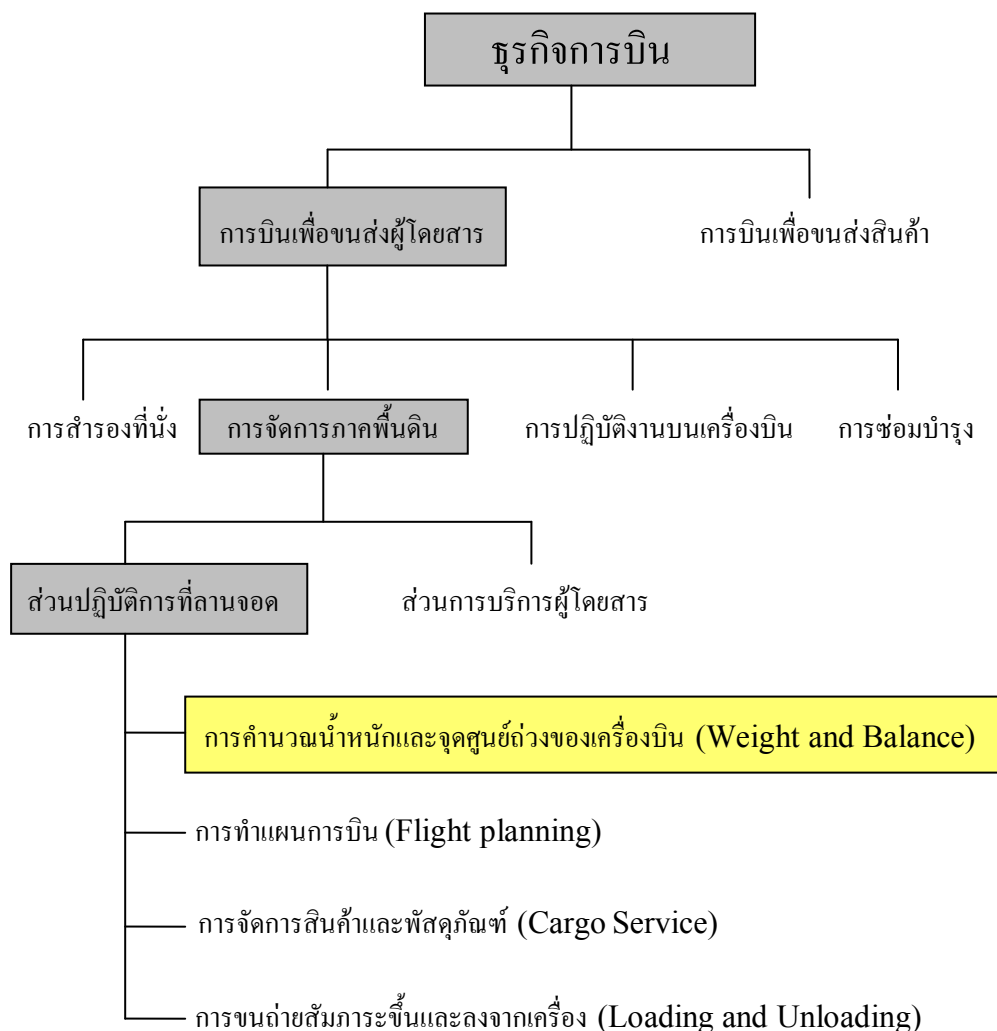 ธุรกิจการบิน
การบินเพื่อขนส่งผู้โดยสาร
การบินเพื่อขนส่งสินค้า
การสำรองที่นั่ง
การจัดการภาคพื้นดิน
การปฏิบัติงานบนเครื่องบิน
การซ่อมบำรุง
ส่วนปฏิบัติการที่ลานจอด
ส่วนการบริการผู้โดยสาร
การคำนวณน้ำหนักและจุดศูนย์ถ่วงของเครื่องบิน (Weight and Balance)
การทำแผนการบิน (Flight planning)
การจัดการสินค้าและพัสดุภัณฑ์ (Cargo Service)
การขนถ่ายสัมภาระขึ้นและลงจากเครื่อง (Loading and Unloading)